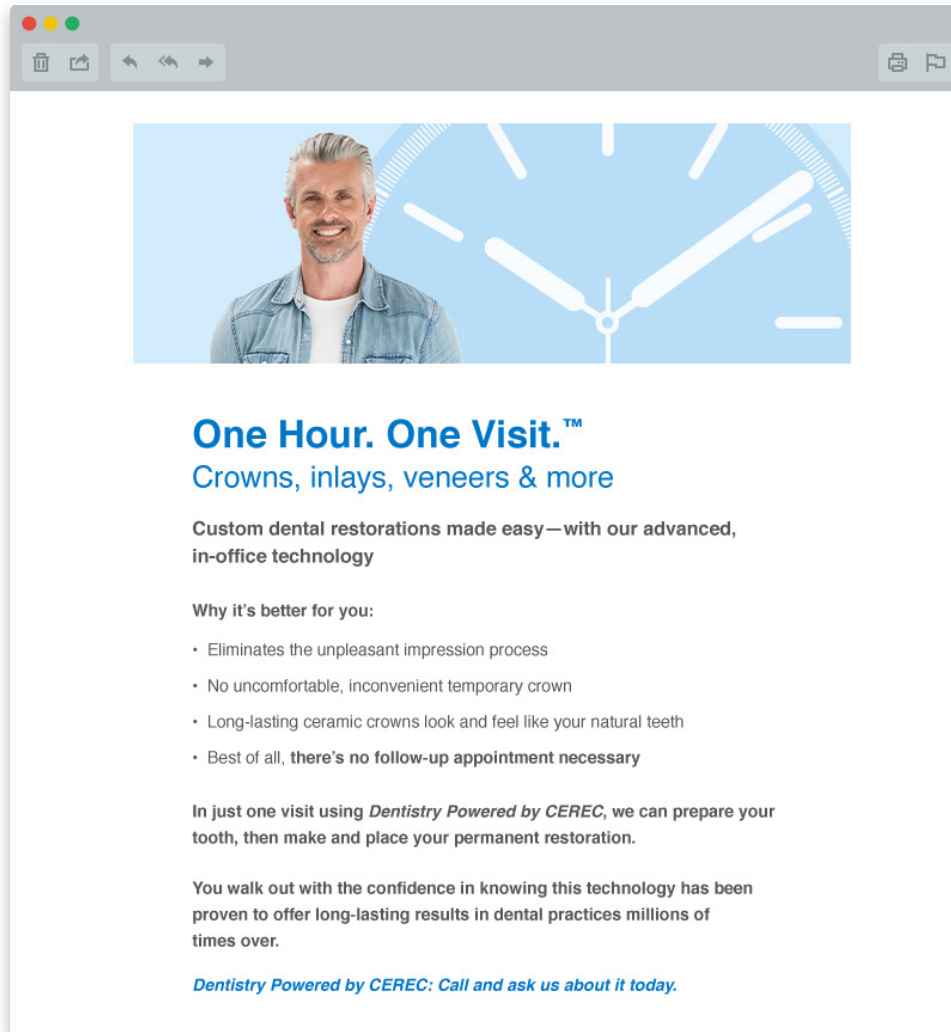 One Hour. One Visit.™
Crowns, inlays, veneers & more
Custom dental restorations made easy—with our advanced,
in-office technology
Why it’s better for you:
• Eliminates the unpleasant impression process
• No uncomfortable, inconvenient temporary crown
• Long-lasting ceramic crowns look and feel like your natural teeth
• Best of all, there’s no follow-up appointment necessary
In just one visit using Dentistry Powered by CEREC, we can prepare your
tooth, then make and place your permanent restoration.
You walk out with the confidence in knowing this technology has been
proven to offer long-lasting results in dental practices millions of
times over.
Dentistry Powered by CEREC: Call and ask us about it today.